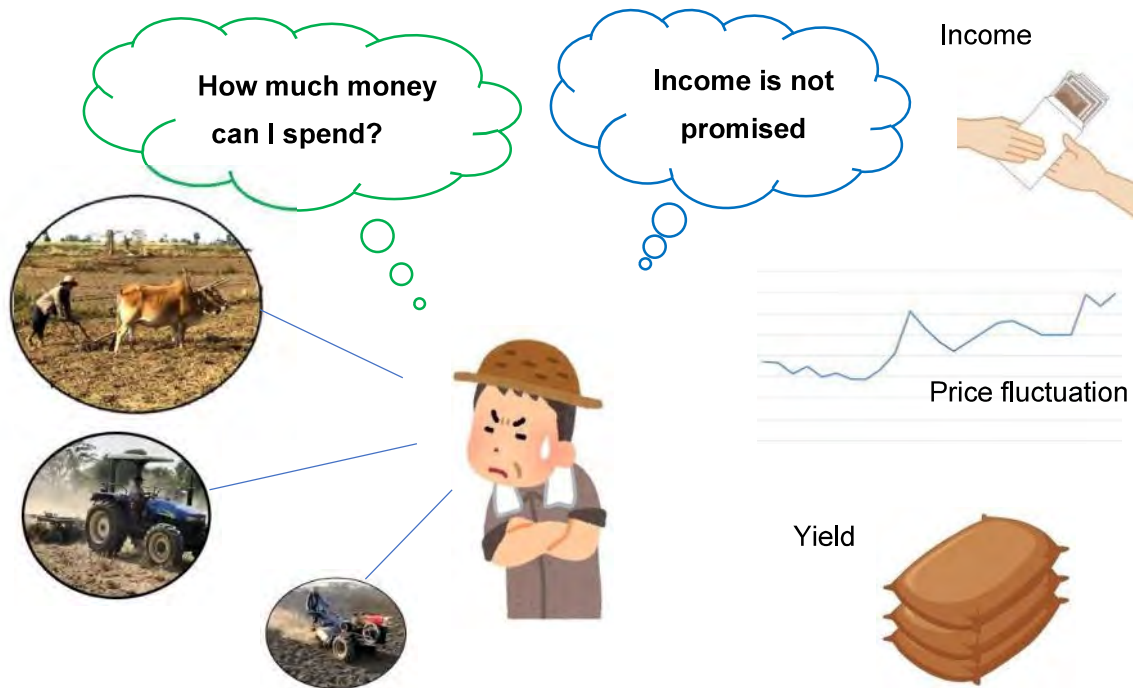 How much money
can I spend?
Income is not
promised
Income
Price fluctuation
Yield